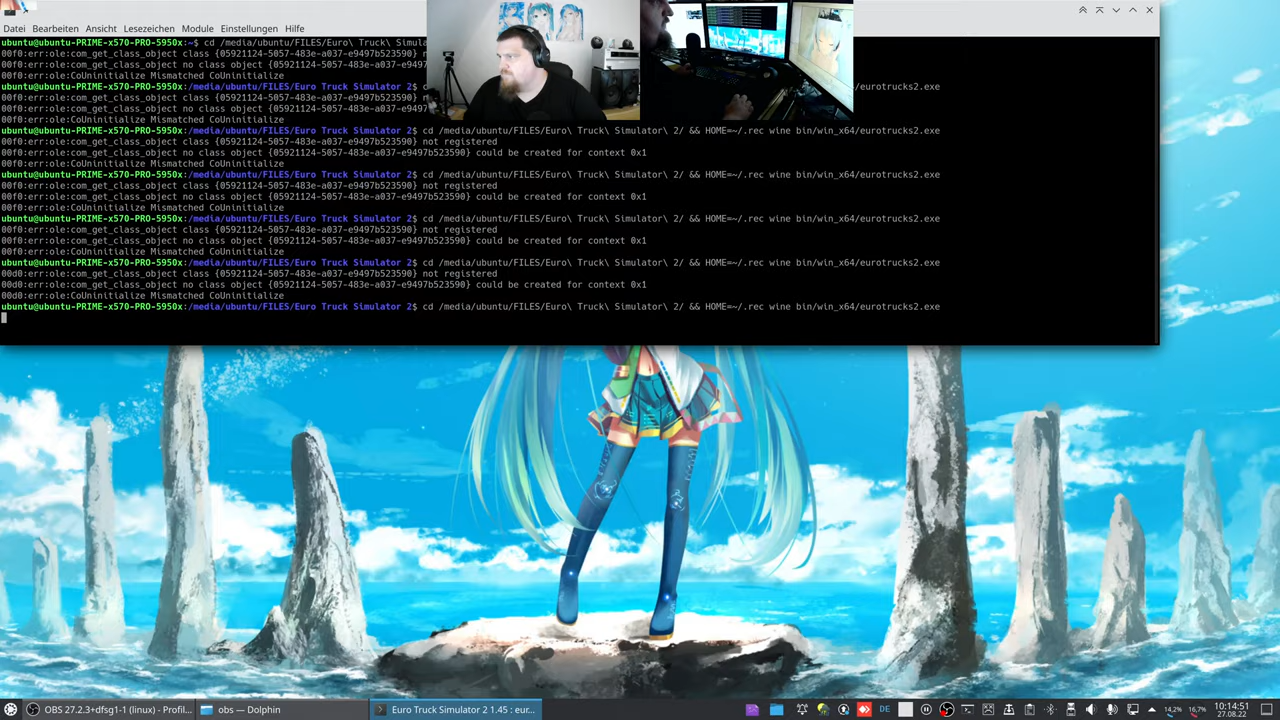 Ansicht Lesezeichen Module Einstellungen Hilfe
ubuntu@ubuntu-PRIME-x570-PRO-5950x:~$ cd /media/ubuntu/FILES/Euro\ Truck\ Simula
00f0:err:ole:com_get_class_object class {05921124-5057-483e-a037-e9497b523590} n
00f0:err:ole:com_get_class_object no class object {05921124-5057-483e-a037-e9497
00f0:err:ole:CoUninitialize Mismatched CoUninitialize
ubuntu@ubuntu-PRIME-x570-PRO-5950x:/media/ubuntu/FILES/Euro Truck Simulator 2$ c /eurotrucks2.exe
00f0:err:ole:com_get_class_object class {05921124-5057-483e-a037-e9497b523590} n
00f0:err:ole:com_get_class_object no class object {05921124-5057-483e-a037-e9497
00f0:err:ole:CoUninitialize Mismatched CoUninitialize
ubuntu@ubuntu-PRIME-x570-PRO-5950x:/media/ubuntu/FILES/Euro Truck Simulator 2$ cd /media/ubuntu/FILES/Euro\ Truck\ Simulator\ 2/ && HOME=~/.rec wine bin/win_x64/eurotrucks2.exe
00f0:err:ole:com_get_class_object class {05921124-5057-483e-a037-e9497b523590} not registered
00f0:err:ole:com_get_class_object no class object {05921124-5057-483e-a037-e9497b523590} could be created for context 0x1
00f0:err:ole:CoUninitialize Mismatched CoUninitialize
ubuntu@ubuntu-PRIME-x570-PRO-5950x:/media/ubuntu/FILES/Euro Truck Simulator 2$ cd /media/ubuntu/FILES/Euro\ Truck\ Simulator\ 2/ && HOME=~/.rec wine bin/win_x64/eurotrucks2.exe
00f0:err:ole:com_get_class_object class {05921124-5057-483e-a037-e9497b523590} not registered
00f0:err:ole:com_get_class_object no class object {05921124-5057-483e-a037-e9497b523590} could be created for context 0x1
00f0:err:ole:CoUninitialize Mismatched CoUninitialize
ubuntu@ubuntu-PRIME-x570-PRO-5950x:/media/ubuntu/FILES/Euro Truck Simulator 2$ cd /media/ubuntu/FILES/Euro\ Truck\ Simulator\ 2/ && HOME=~/.rec wine bin/win_x64/eurotrucks2.exe
00f0:err:ole:com_get_class_object class {05921124-5057-483e-a037-e9497b523590} not registered
00f0:err:ole:com_get_class_object no class object {05921124-5057-483e-a037-e9497b523590} could be created for context 0x1
00f0:err:ole:CoUninitialize Mismatched CoUninitialize
ubuntu@ubuntu-PRIME-x570-PRO-5950x:/media/ubuntu/FILES/Euro Truck Simulator 2$ cd /media/ubuntu/FILES/Euro\ Truck\ Simulator\ 2/ && HOME=~/.rec wine bin/win_x64/eurotrucks2.exe
00d0:err:ole:com_get_class_object class {05921124-5057-483e-a037-e9497b523590} not registered
00d0:err:ole:com_get_class_object no class object {05921124-5057-483e-a037-e9497b523590} could be created for context 0x1
00d0:err:ole:CoUninitialize Mismatched CoUninitialize
ubuntu@ubuntu-PRIME-x570-PRO-5950x:/media/ubuntu/FILES/Euro Truck Simulator 2$ cd /media/ubuntu/FILES/Euro\ Truck\ Simulator\ 2/ && HOME=~/.rec wine bin/win_x64/eurotrucks2.exe
OBS 27.2.3+dfsg1-1 (linux) - Profil... obs — Dolphin Euro Truck Simulator 2 1.45 : eur... DE 14,2% 16,2% 10:14:51
27.08.22